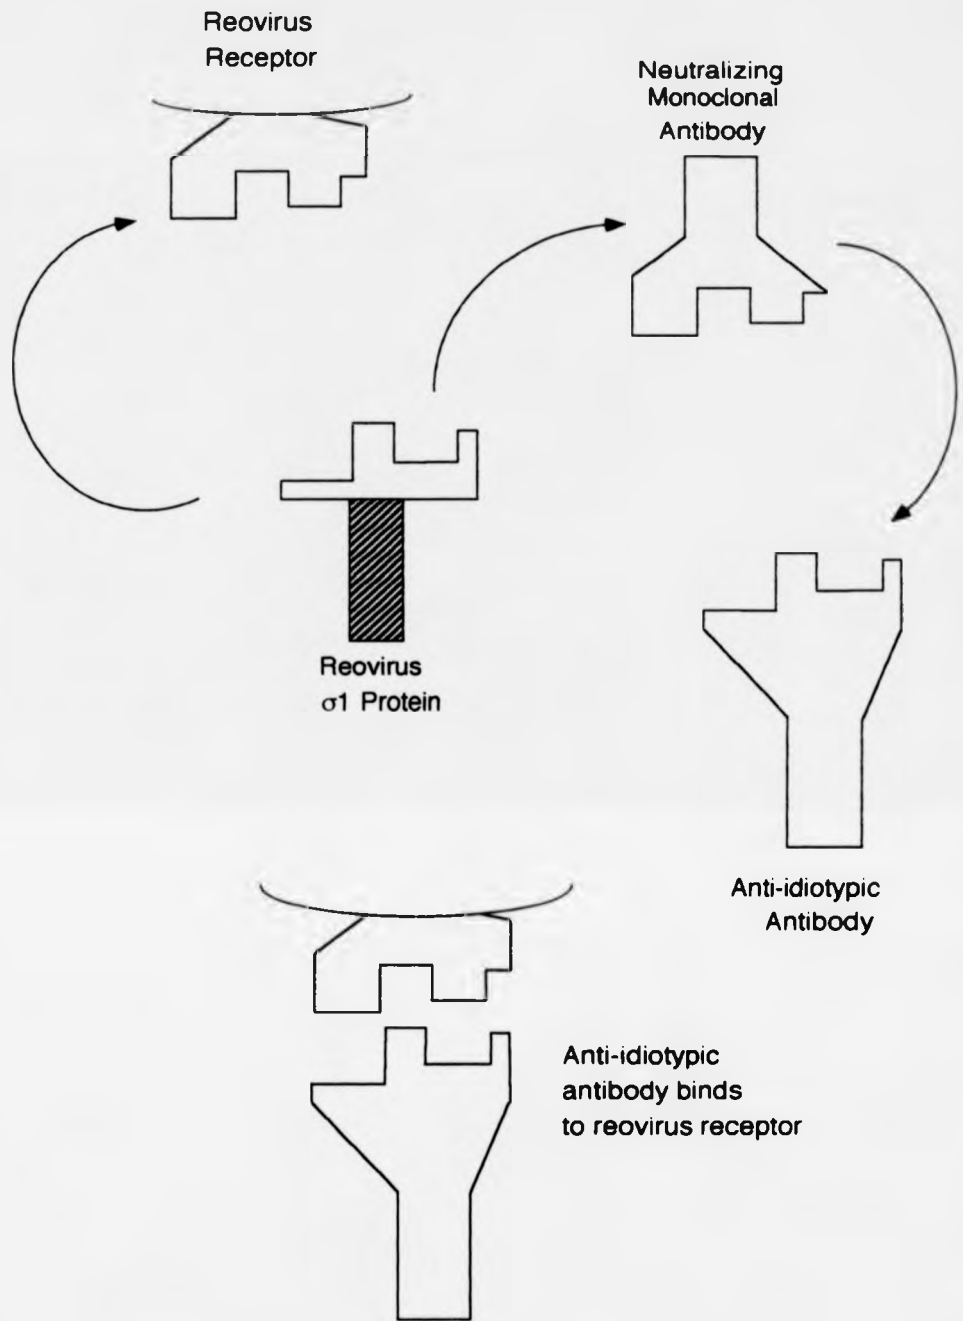 Reovirus
Receptor
Neutralizing
Monoclonal
Antibody
Reovirus
σ1 Protein
Anti-idiotypic
Antibody
Anti-idiotypic
antibody binds
to reovirus receptor